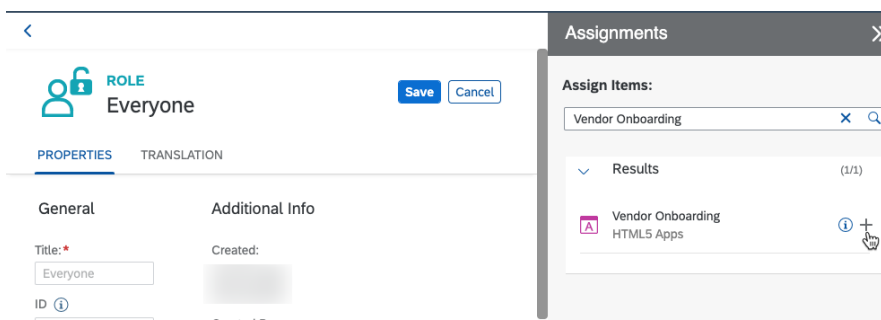 ROLE
Everyone
Save
Cancel
PROPERTIES
TRANSLATION
General
Additional Info
Title:*
Created:
Everyone
ID
Assignments
Assign Items:
Vendor Onboarding
Results
(1/1)
A
Vendor Onboarding
HTML5 Apps